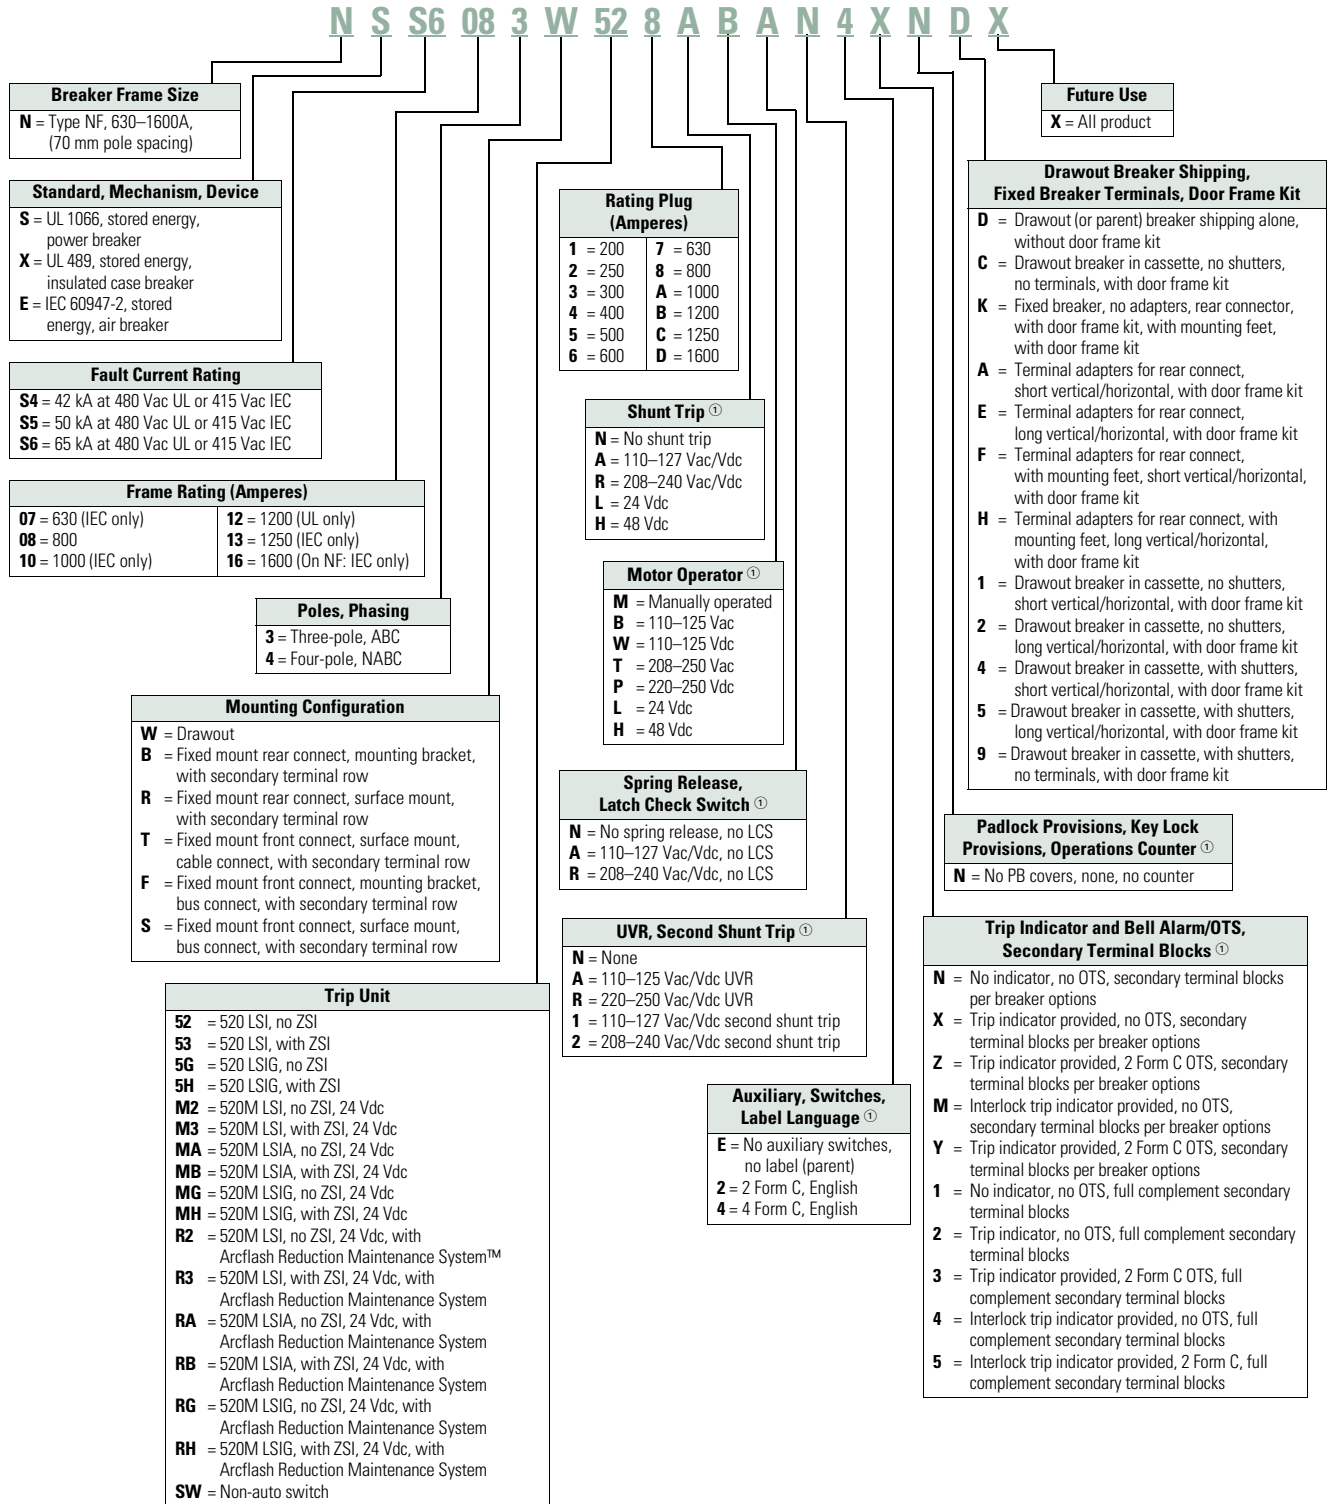 N S S6 08 3 W 52 8 A B A N 4 X N D X
Breaker Frame Size
N = Type NF, 630–1600A,
(70 mm pole spacing)
Standard, Mechanism, Device
S = UL 1066, stored energy,
power breaker
X = UL 489, stored energy,
insulated case breaker
E = IEC 60947-2, stored
energy, air breaker
Fault Current Rating
S4 = 42 kA at 480 Vac UL or 415 Vac IEC
S5 = 50 kA at 480 Vac UL or 415 Vac IEC
S6 = 65 kA at 480 Vac UL or 415 Vac IEC
Frame Rating (Amperes)
07 = 630 (IEC only)
08 = 800
10 = 1000 (IEC only)
12 = 1200 (UL only)
13 = 1250 (IEC only)
16 = 1600 (On NF: IEC only)
Poles, Phasing
3 = Three-pole, ABC
4 = Four-pole, NABC
Mounting Configuration
W = Drawout
B = Fixed mount rear connect, mounting bracket,
with secondary terminal row
R = Fixed mount rear connect, surface mount,
with secondary terminal row
T = Fixed mount front connect, surface mount,
cable connect, with secondary terminal row
F = Fixed mount front connect, mounting bracket,
bus connect, with secondary terminal row
S = Fixed mount front connect, surface mount,
bus connect, with secondary terminal row
Trip Unit
52 = 520 LSI, no ZSI
53 = 520 LSI, with ZSI
5G = 520 LSIG, no ZSI
5H = 520 LSIG, with ZSI
M2 = 520M LSI, no ZSI, 24 Vdc
M3 = 520M LSI, with ZSI, 24 Vdc
MA = 520M LSIA, no ZSI, 24 Vdc
MB = 520M LSIA, with ZSI, 24 Vdc
MG = 520M LSIG, no ZSI, 24 Vdc
MH = 520M LSIG, with ZSI, 24 Vdc
R2 = 520M LSI, no ZSI, 24 Vdc, with
Arcflash Reduction Maintenance System™
R3 = 520M LSI, with ZSI, 24 Vdc, with
Arcflash Reduction Maintenance System
RA = 520M LSIA, no ZSI, 24 Vdc, with
Arcflash Reduction Maintenance System
RB = 520M LSIA, with ZSI, 24 Vdc, with
Arcflash Reduction Maintenance System
RG = 520M LSIG, no ZSI, 24 Vdc, with
Arcflash Reduction Maintenance System
RH = 520M LSIG, with ZSI, 24 Vdc, with
Arcflash Reduction Maintenance System
SW = Non-auto switch
Rating Plug
(Amperes)
1 = 200
2 = 250
3 = 300
4 = 400
5 = 500
6 = 600
7 = 630
8 = 800
A = 1000
B = 1200
C = 1250
D = 1600
Shunt Trip ①
N = No shunt trip
A = 110–127 Vac/Vdc
R = 208–240 Vac/Vdc
L = 24 Vdc
H = 48 Vdc
Motor Operator ①
M = Manually operated
B = 110–125 Vac
W = 110–125 Vdc
T = 208–250 Vac
P = 220–250 Vdc
L = 24 Vdc
H = 48 Vdc
Spring Release,
Latch Check Switch ①
N = No spring release, no LCS
A = 110–127 Vac/Vdc, no LCS
R = 208–240 Vac/Vdc, no LCS
UVR, Second Shunt Trip ①
N = None
A = 110–125 Vac/Vdc UVR
R = 220–250 Vac/Vdc UVR
1 = 110–127 Vac/Vdc second shunt trip
2 = 208–240 Vac/Vdc second shunt trip
Auxiliary, Switches,
Label Language ①
E = No auxiliary switches,
no label (parent)
2 = 2 Form C, English
4 = 4 Form C, English
Future Use
X = All product
Drawout Breaker Shipping,
Fixed Breaker Terminals, Door Frame Kit
D = Drawout (or parent) breaker shipping alone,
without door frame kit
C = Drawout breaker in cassette, no shutters,
no terminals, with door frame kit
K = Fixed breaker, no adapters, rear connector,
with door frame kit, with mounting feet,
with door frame kit
A = Terminal adapters for rear connect,
short vertical/horizontal, with door frame kit
E = Terminal adapters for rear connect,
long vertical/horizontal, with door frame kit
F = Terminal adapters for rear connect,
with mounting feet, short vertical/horizontal,
with door frame kit
H = Terminal adapters for rear connect, with
mounting feet, long vertical/horizontal,
with door frame kit
1 = Drawout breaker in cassette, no shutters,
short vertical/horizontal, with door frame kit
2 = Drawout breaker in cassette, no shutters,
long vertical/horizontal, with door frame kit
4 = Drawout breaker in cassette, with shutters,
short vertical/horizontal, with door frame kit
5 = Drawout breaker in cassette, with shutters,
long vertical/horizontal, with door frame kit
9 = Drawout breaker in cassette, with shutters,
no terminals, with door frame kit
Padlock Provisions, Key Lock
Provisions, Operations Counter ①
N = No PB covers, none, no counter
Trip Indicator and Bell Alarm/OTS,
Secondary Terminal Blocks ①
N = No indicator, no OTS, secondary terminal blocks
per breaker options
X = Trip indicator provided, no OTS, secondary
terminal blocks per breaker options
Z = Trip indicator provided, 2 Form C OTS, secondary
terminal blocks per breaker options
M = Interlock trip indicator provided, no OTS,
secondary terminal blocks per breaker options
Y = Trip indicator provided, 2 Form C OTS, secondary
terminal blocks per breaker options
1 = No indicator, no OTS, full complement secondary
terminal blocks
2 = Trip indicator, no OTS, full complement secondary
terminal blocks
3 = Trip indicator provided, 2 Form C OTS, full
complement secondary terminal blocks
4 = Interlock trip indicator provided, no OTS, full
complement secondary terminal blocks
5 = Interlock trip indicator provided, 2 Form C, full
complement secondary terminal blocks